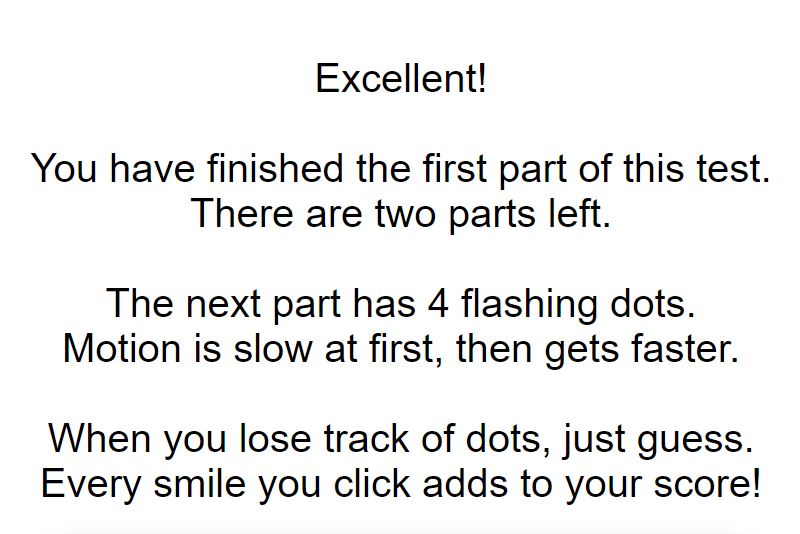 Excellent!
You have finished the first part of this test.
There are two parts left.
The next part has 4 flashing dots.
Motion is slow at first, then gets faster.
When you lose track of dots, just guess.
Every smile you click adds to your score!